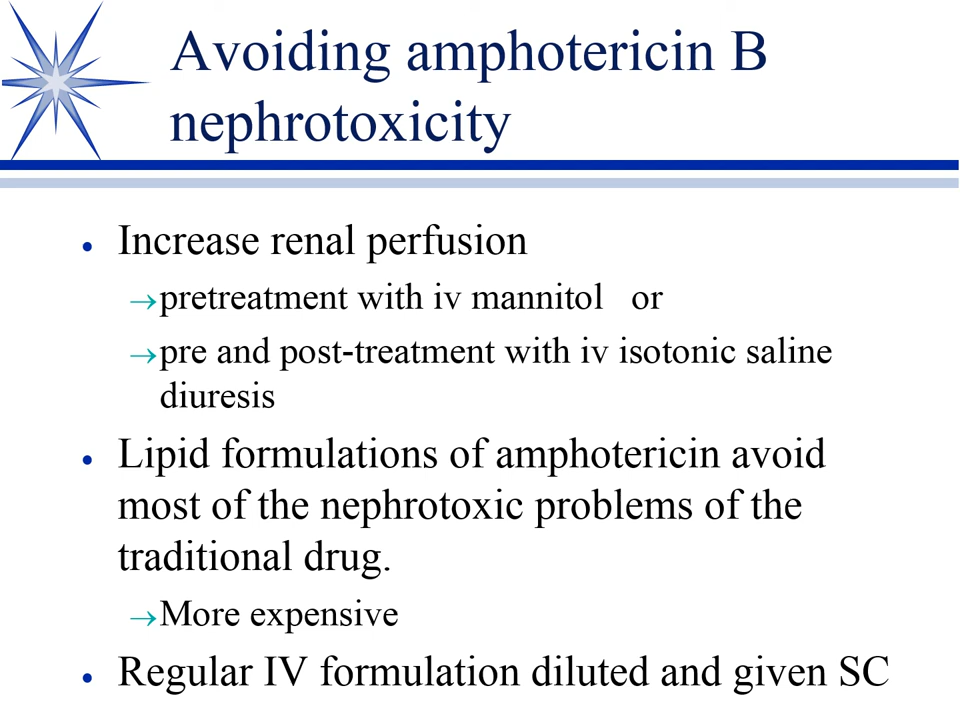 Avoiding amphotericin B
nephrotoxicity
• Increase renal perfusion
→pretreatment with iv mannitol   or
→pre and post-treatment with iv isotonic saline
diuresis
• Lipid formulations of amphotericin avoid
most of the nephrotoxic problems of the
traditional drug.
→More expensive
• Regular IV formulation diluted and given SC